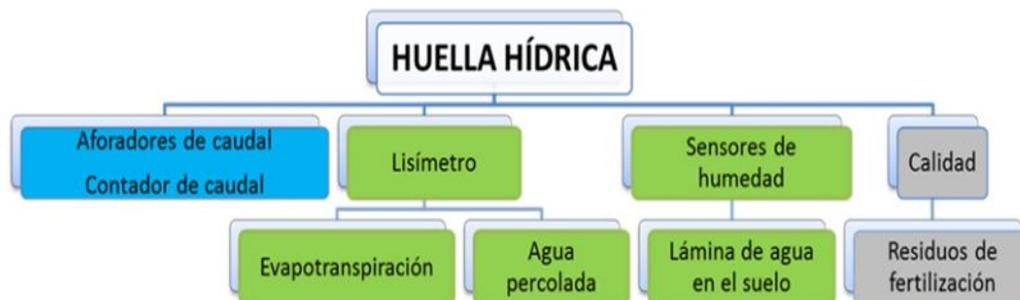 HUELLA HÍDRICA
Aforadores de caudal
Contador de caudal
Lisímetro
Sensores de
humedad
Calidad
Evapotranspiración
Agua
percolada
Lámina de agua
en el suelo
Residuos de
fertilización